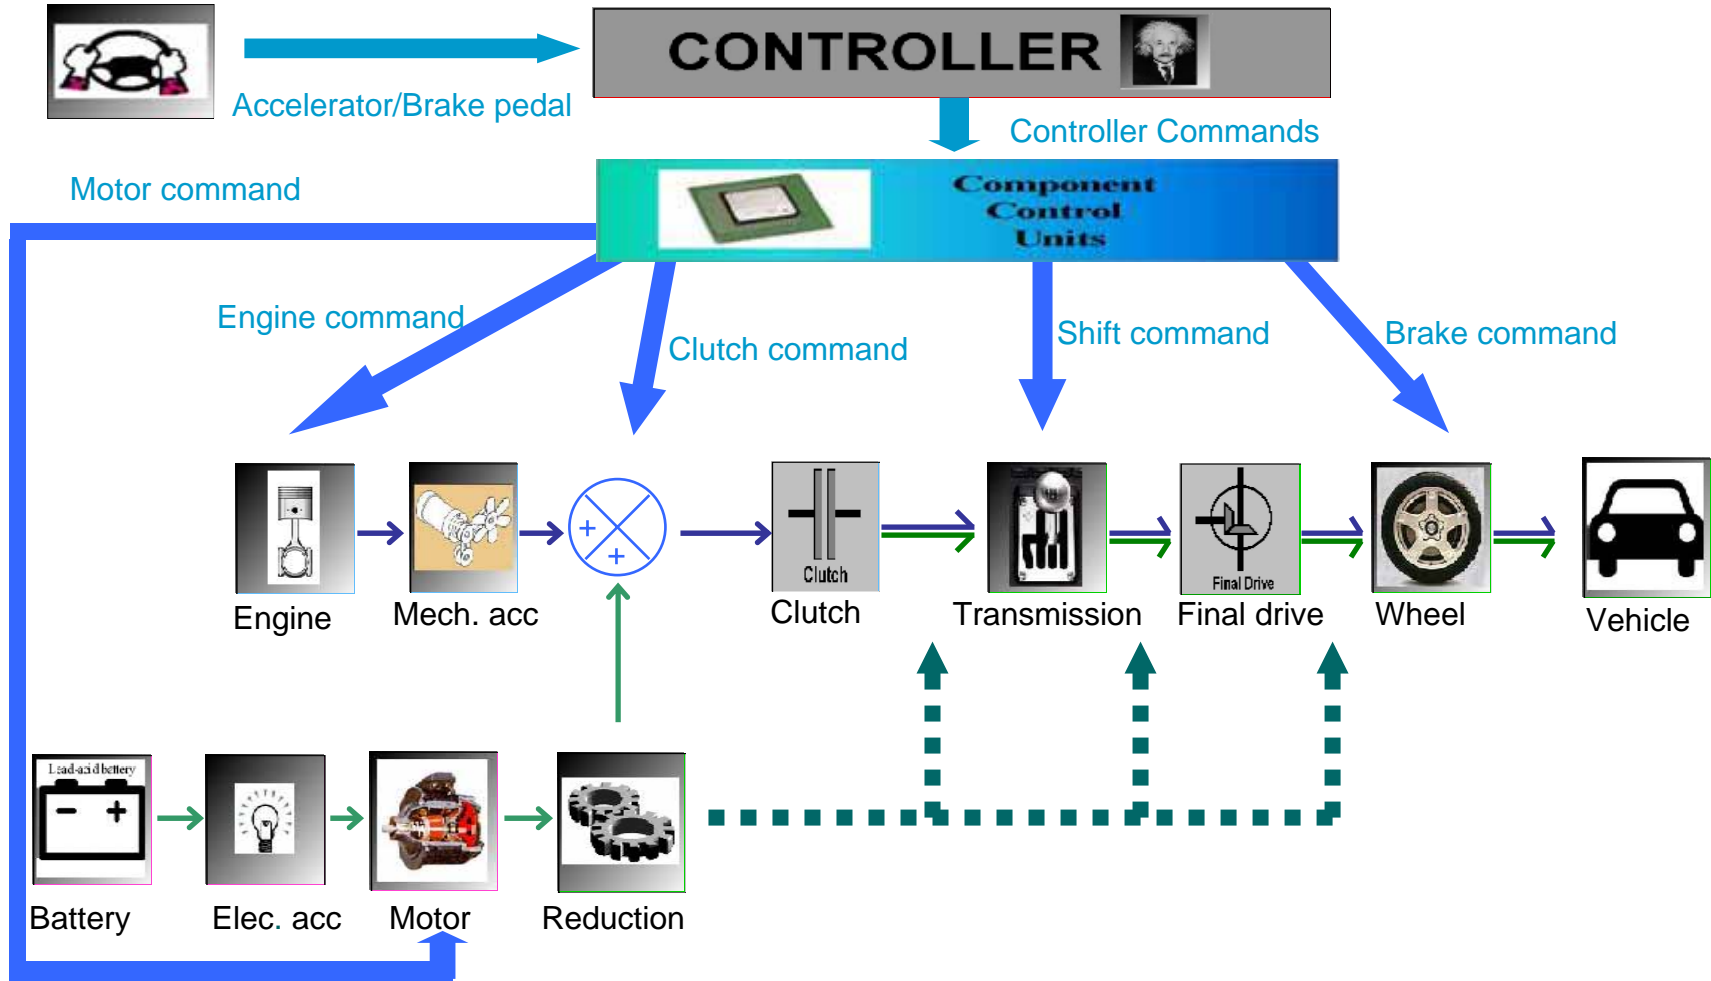 CONTROLLER
Accelerator/Brake pedal
Controller Commands
Motor command
Component
Control
Units
Engine command
Clutch command
Shift command
Brake command
+
+
Clutch
Final Drive
Engine
Mech. acc
Clutch
Transmission
Final drive
Wheel
Vehicle
Lead-acid battery
- +
Battery
Elec. acc
Motor
Reduction